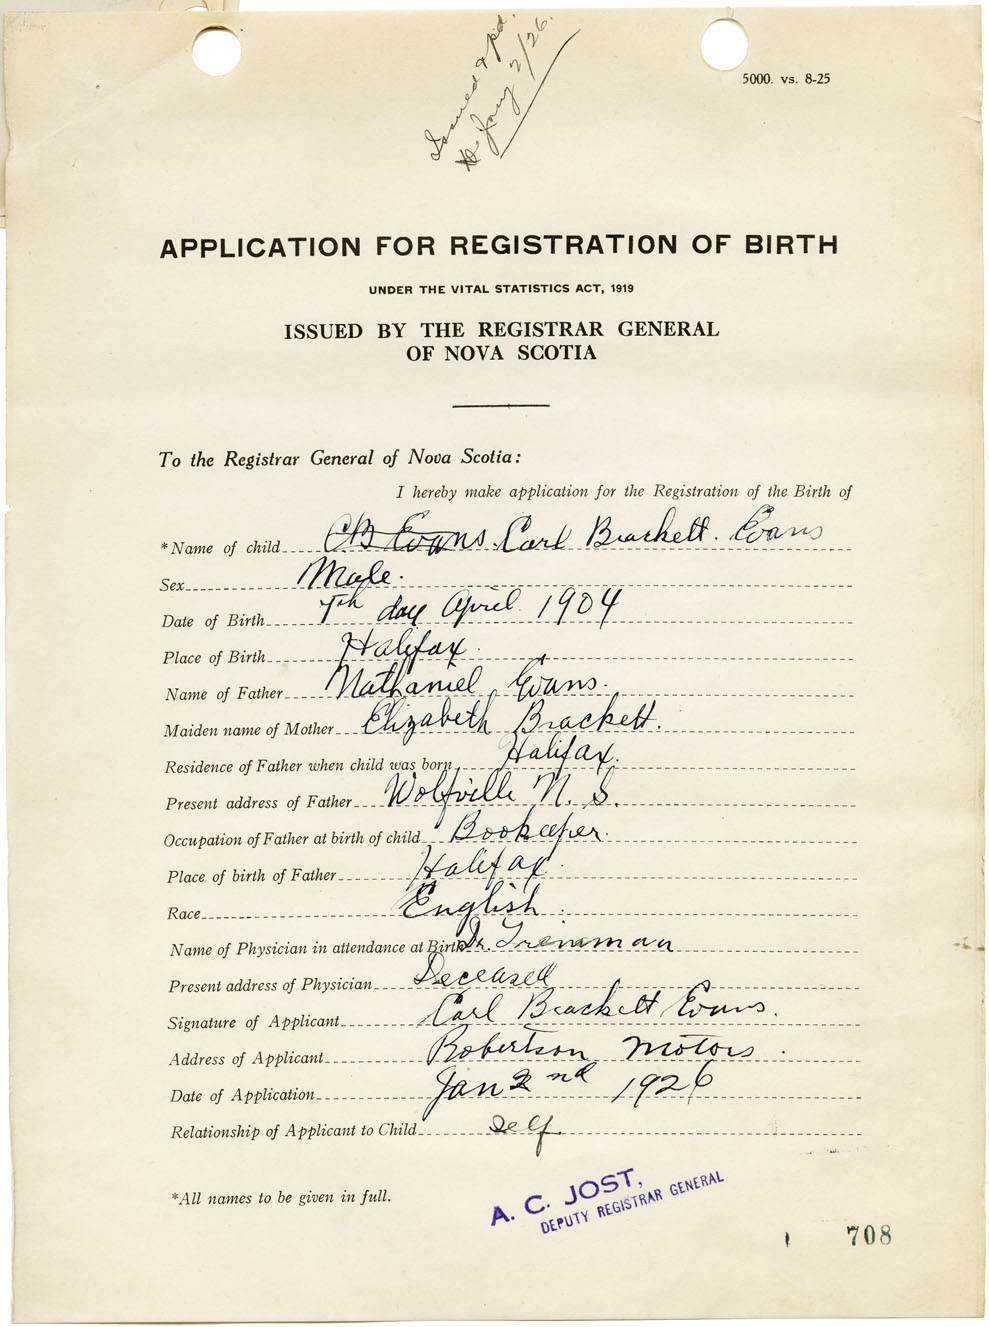 Issued & pd.
Jany 2/26.
5000. vs. 8-25
APPLICATION FOR REGISTRATION OF BIRTH
UNDER THE VITAL STATISTICS ACT, 1919
ISSUED BY THE REGISTRAR GENERAL
OF NOVA SCOTIA
To the Registrar General of Nova Scotia:
I hereby make application for the Registration of the Birth of
*Name of child CB Evans. Carl Brackett. Evans
Sex Male.
Date of Birth 7th day April 1904
Place of Birth Halifax.
Name of Father Nathaniel Evans.
Maiden name of Mother Elizabeth Brackett.
Residence of Father when child was born Halifax.
Present address of Father Wolfville N. S.
Occupation of Father at birth of child Bookeeper.
Place of birth of Father Halifax.
Race English.
Name of Physician in attendance at Birth Dr. Trenaman
Present address of Physician Deceased
Signature of Applicant Carl Brackett Evans.
Address of Applicant Robertson Motors.
Date of Application Jan 2nd 1926
Relationship of Applicant to Child self.
*All names to be given in full.
A. C. JOST,
DEPUTY REGISTRAR GENERAL
708